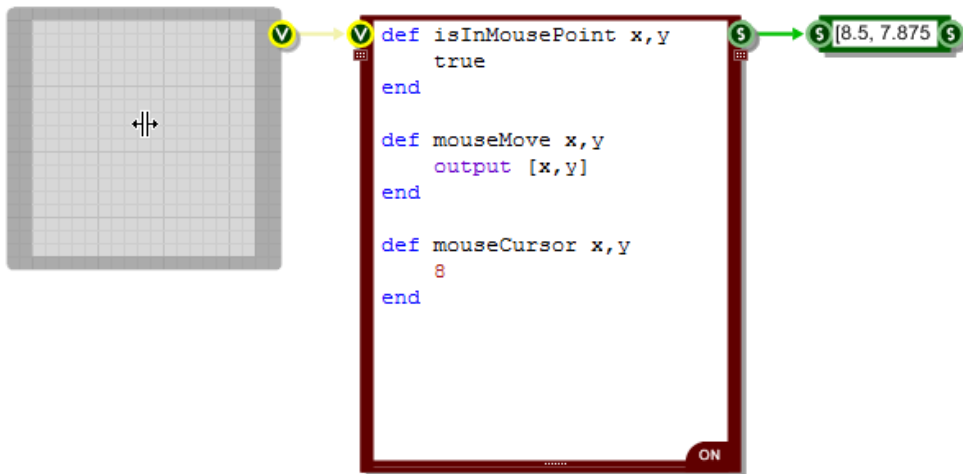 V
V
def isInMousePoint x,y
true
end
def mouseMove x,y
output [x,y]
end
def mouseCursor x,y
8
end
ON
S
S
[8.5, 7.875
S